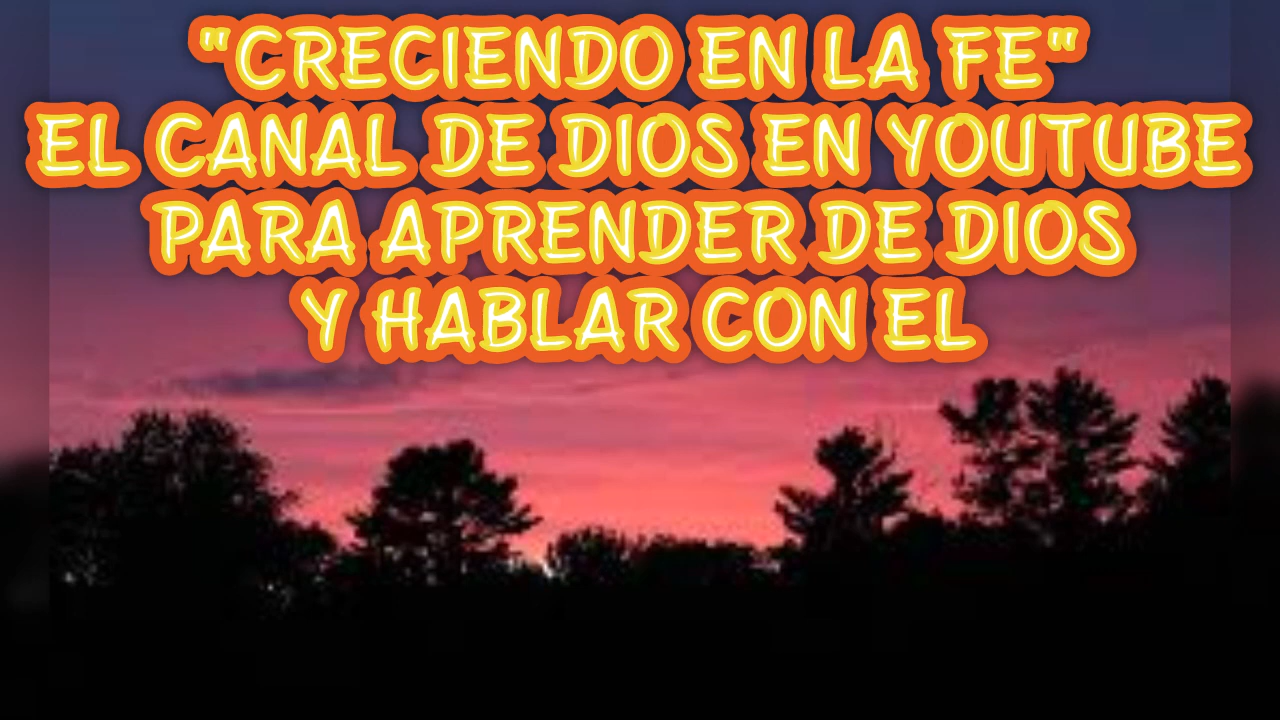 "CRECIENDO EN LA FE"
EL CANAL DE DIOS EN YOUTUBE
PARA APRENDER DE DIOS
Y HABLAR CON EL